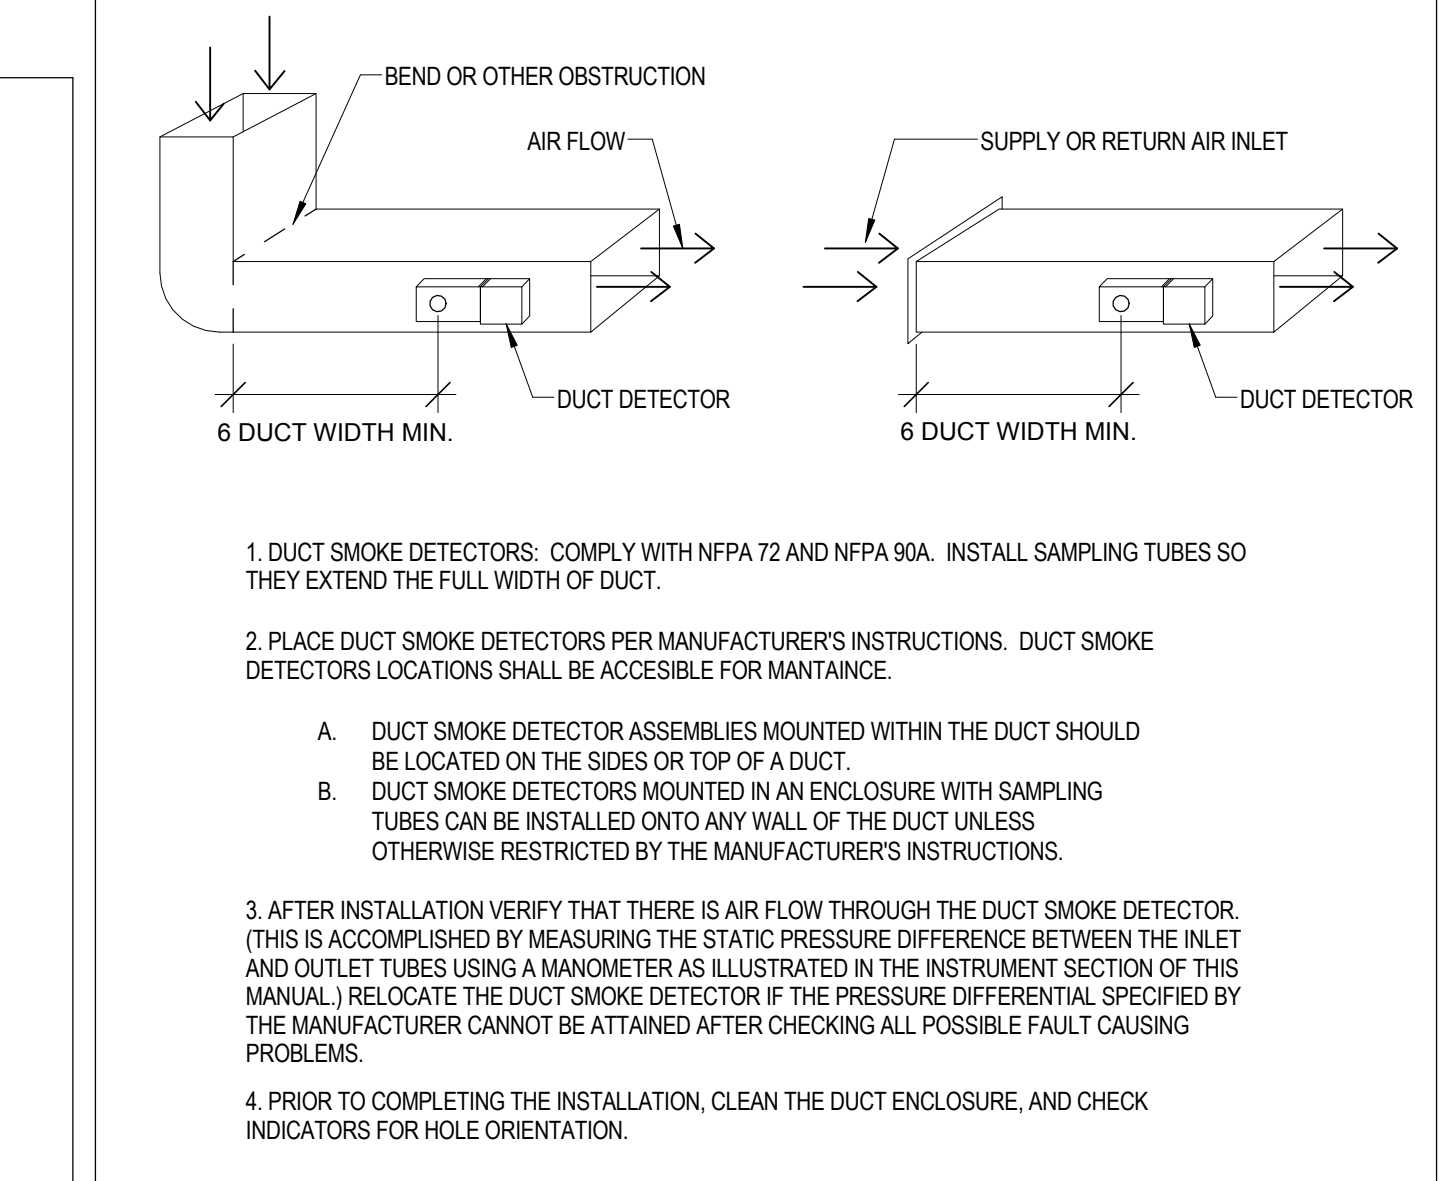 BEND OR OTHER OBSTRUCTION
AIR FLOW
SUPPLY OR RETURN AIR INLET
DUCT DETECTOR
DUCT DETECTOR
6 DUCT WIDTH MIN.
6 DUCT WIDTH MIN.
1. DUCT SMOKE DETECTORS: COMPLY WITH NFPA 72 AND NFPA 90A. INSTALL SAMPLING TUBES SO
THEY EXTEND THE FULL WIDTH OF DUCT.
2. PLACE DUCT SMOKE DETECTORS PER MANUFACTURER'S INSTRUCTIONS. DUCT SMOKE
DETECTORS LOCATIONS SHALL BE ACCESIBLE FOR MANTAINCE.
A. DUCT SMOKE DETECTOR ASSEMBLIES MOUNTED WITHIN THE DUCT SHOULD
BE LOCATED ON THE SIDES OR TOP OF A DUCT.
B. DUCT SMOKE DETECTORS MOUNTED IN AN ENCLOSURE WITH SAMPLING
TUBES CAN BE INSTALLED ONTO ANY WALL OF THE DUCT UNLESS
OTHERWISE RESTRICTED BY THE MANUFACTURER'S INSTRUCTIONS.
3. AFTER INSTALLATION VERIFY THAT THERE IS AIR FLOW THROUGH THE DUCT SMOKE DETECTOR.
(THIS IS ACCOMPLISHED BY MEASURING THE STATIC PRESSURE DIFFERENCE BETWEEN THE INLET
AND OUTLET TUBES USING A MANOMETER AS ILLUSTRATED IN THE INSTRUMENT SECTION OF THIS
MANUAL.) RELOCATE THE DUCT SMOKE DETECTOR IF THE PRESSURE DIFFERENTIAL SPECIFIED BY
THE MANUFACTURER CANNOT BE ATTAINED AFTER CHECKING ALL POSSIBLE FAULT CAUSING
PROBLEMS.
4. PRIOR TO COMPLETING THE INSTALLATION, CLEAN THE DUCT ENCLOSURE, AND CHECK
INDICATORS FOR HOLE ORIENTATION.